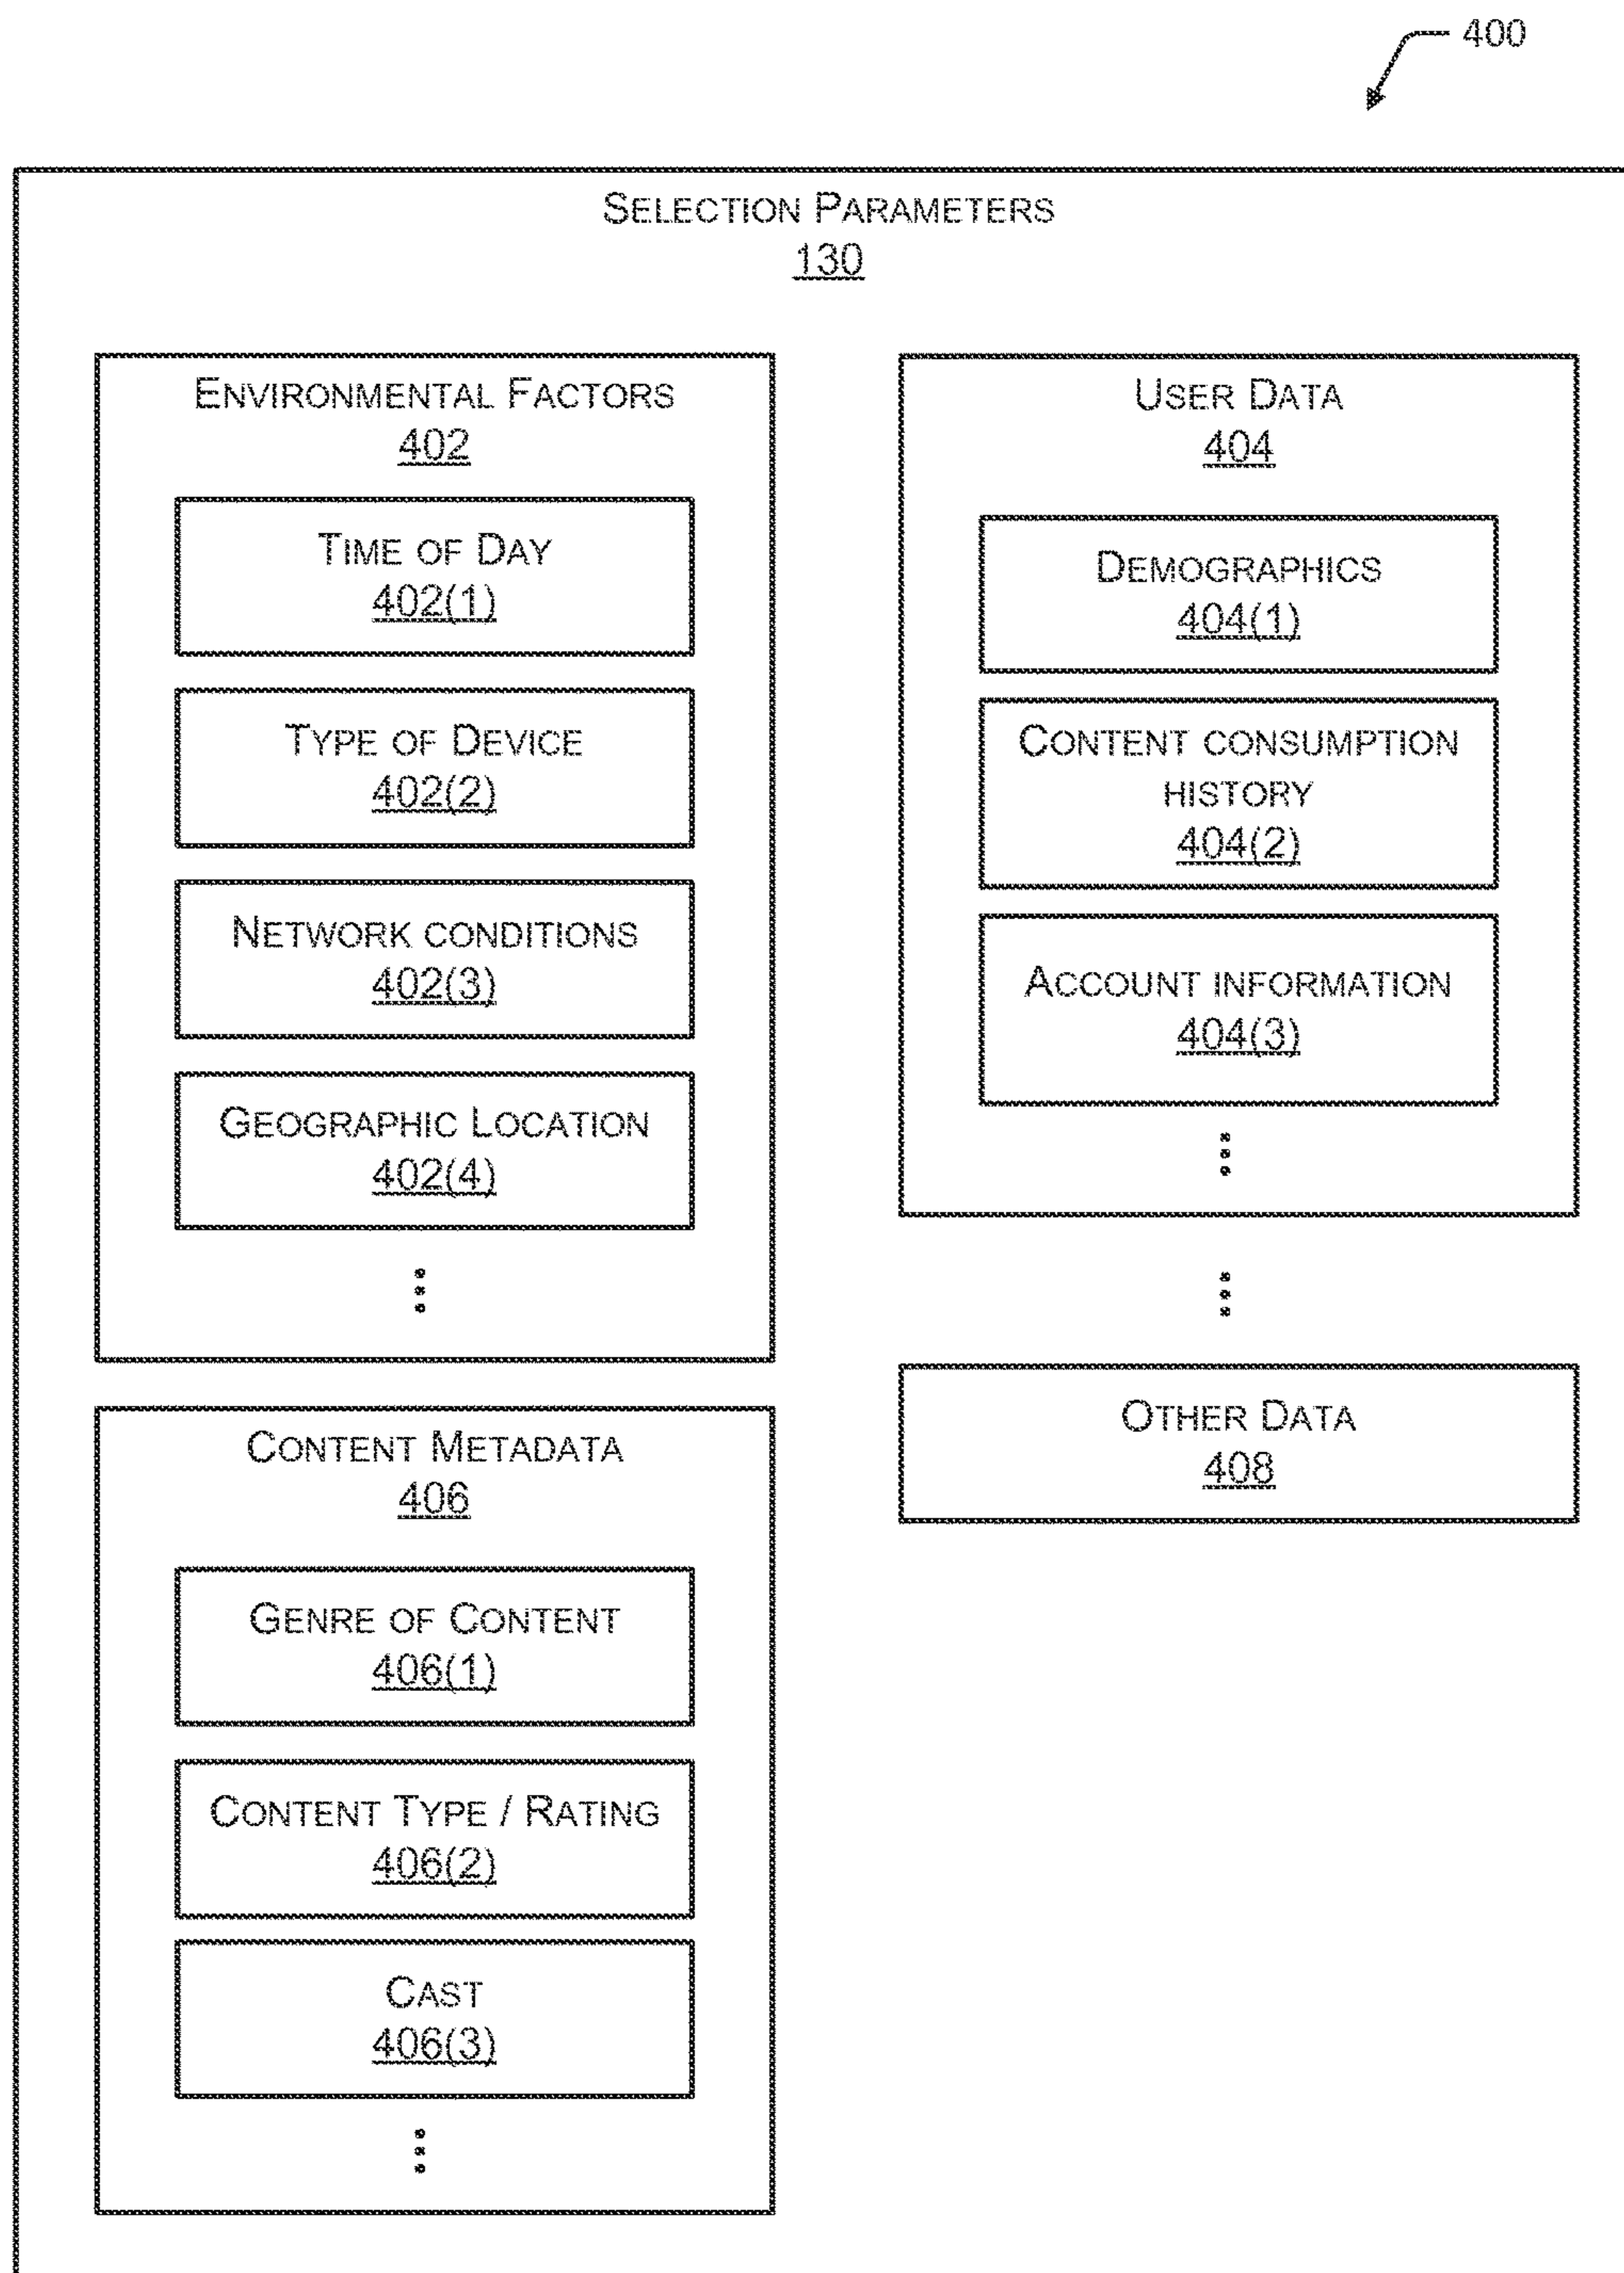 400
SELECTION PARAMETERS
130
ENVIRONMENTAL FACTORS
402
TIME OF DAY
402(1)
TYPE OF DEVICE
402(2)
NETWORK CONDITIONS
402(3)
GEOGRAPHIC LOCATION
402(4)
USER DATA
404
DEMOGRAPHICS
404(1)
CONTENT CONSUMPTION
HISTORY
404(2)
ACCOUNT INFORMATION
404(3)
CONTENT METADATA
406
GENRE OF CONTENT
406(1)
CONTENT TYPE / RATING
406(2)
CAST
406(3)
OTHER DATA
408